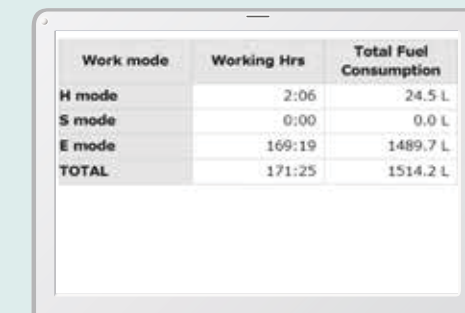 Work mode Working Hrs Total Fuel Consumption
H mode 2:06 24.5 L
S mode 0:00 0.0 L
E mode 169:19 1489.7 L
TOTAL 171:25 1514.2 L